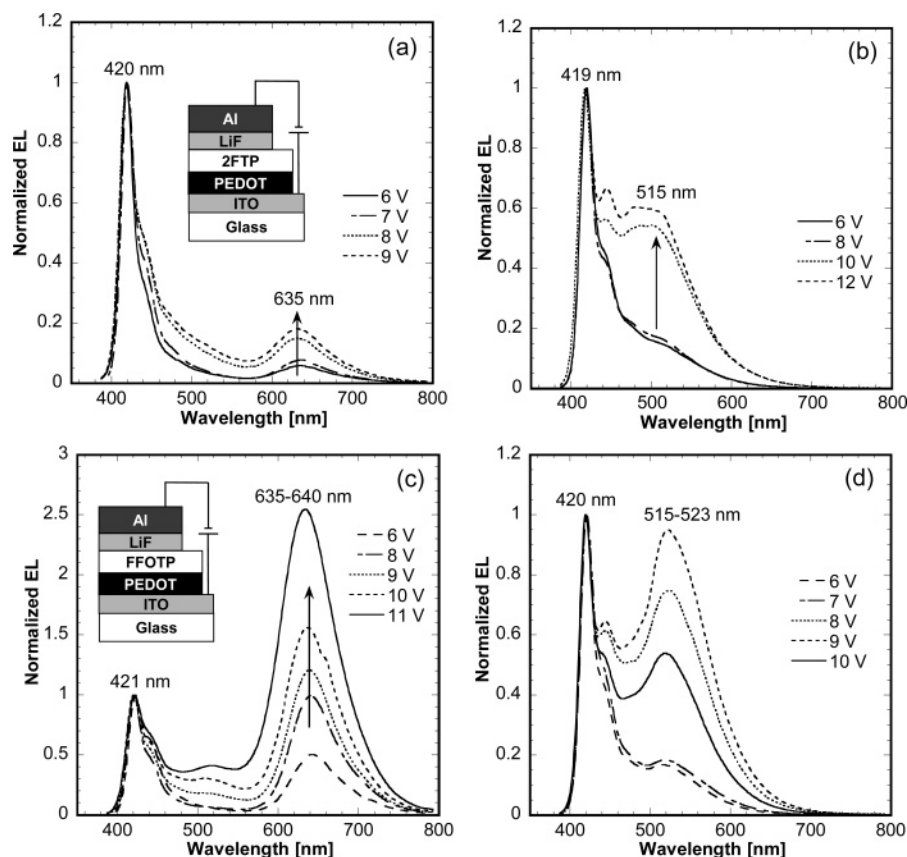 (a)
420 nm
Normalized EL
1.2
1
0.8
0.6
0.4
0.2
0
Al
LiF
2FTP
PEDOT
ITO
Glass
6 V
7 V
8 V
9 V
635 nm
400 500 600 700 800
Wavelength [nm]
(b)
419 nm
Normalized EL
1.2
1
0.8
0.6
0.4
0.2
0
515 nm
6 V
8 V
10 V
12 V
400 500 600 700 800
Wavelength [nm]
(c)
635-640 nm
Normalized EL
3
2.5
2
1.5
1
0.5
0
Al
LiF
FFOTP
PEDOT
ITO
Glass
6 V
8 V
9 V
10 V
11 V
421 nm
400 500 600 700 800
Wavelength [nm]
(d)
420 nm
515-523 nm
Normalized EL
1.2
1
0.8
0.6
0.4
0.2
0
6 V
7 V
8 V
9 V
10 V
400 500 600 700 800
Wavelength [nm]